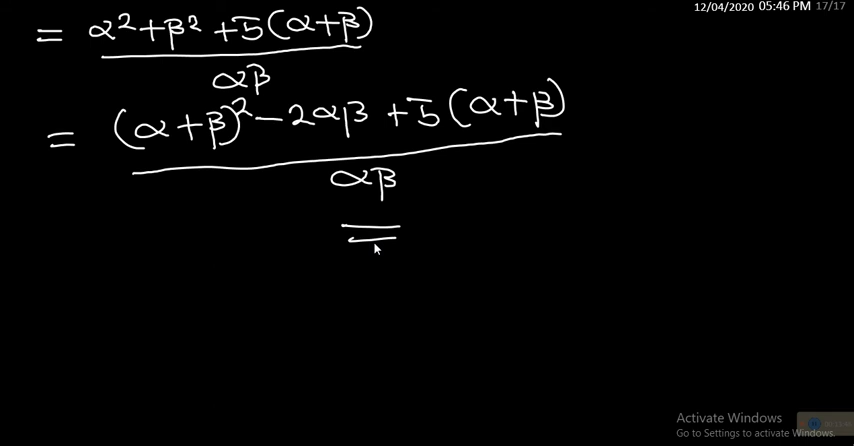 12/04/2020 05:46 PM 17/17
= α² + β² + 5(α+β)
αβ
= (α+β)² − 2αβ + 5(α+β)
αβ
Activate Windows
Go to Settings to activate Windows.